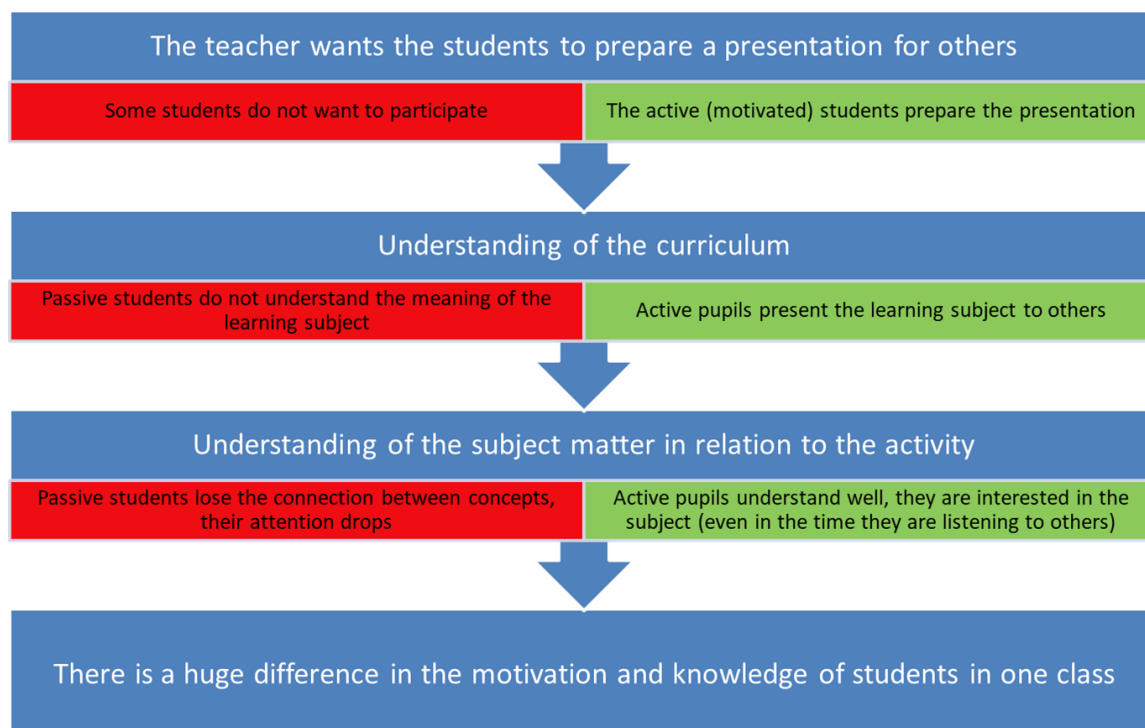 The teacher wants the students to prepare a presentation for others
Some students do not want to participate
The active (motivated) students prepare the presentation
Understanding of the curriculum
Passive students do not understand the meaning of the
learning subject
Active pupils present the learning subject to others
Understanding of the subject matter in relation to the activity
Passive students lose the connection between concepts,
their attention drops
Active pupils understand well, they are interested in the
subject (even in the time they are listening to others)
There is a huge difference in the motivation and knowledge of students in one class